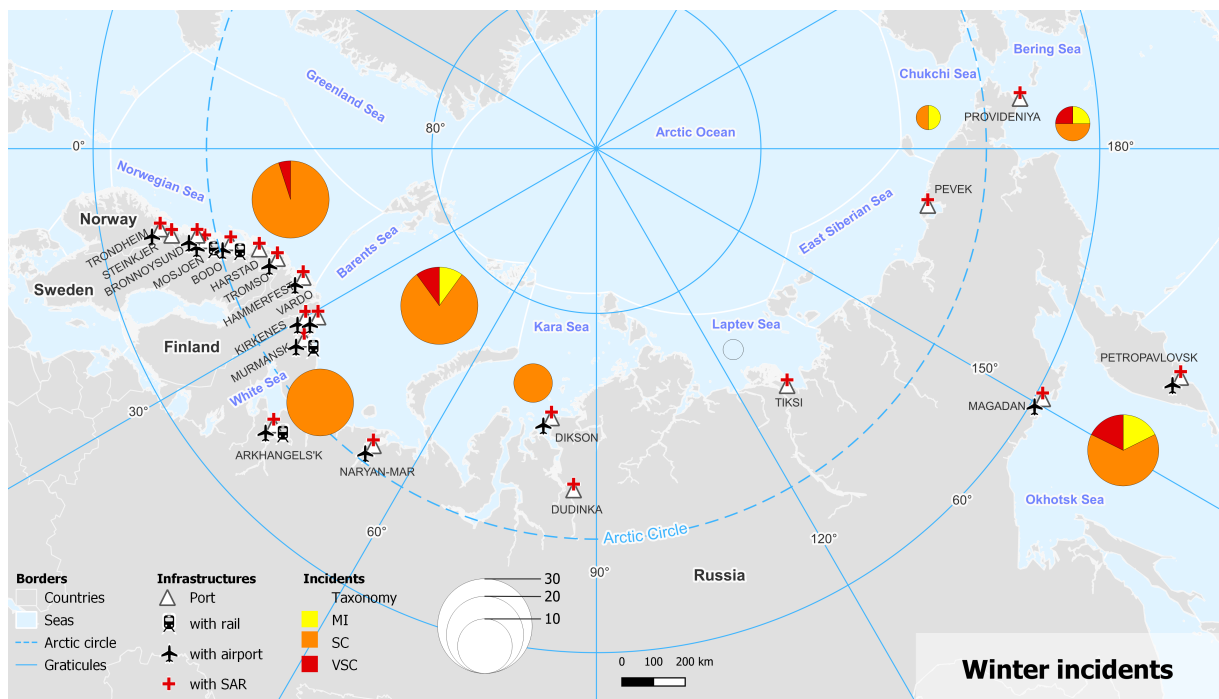 Bering Sea
Chukchi Sea
Greenland Sea
PROVIDENIYA
80°
Arctic Ocean
0°
180°
Norwegian Sea
PEVEK
Norway
East Siberian Sea
Barents Sea
TRONDHEIM
STEINKJER
BRONNOYSUND
MOSJOEN
BODO
HARSTAD
TROMSO
HAMMERFEST
VARDO
Sweden
KIRKENES
Kara Sea
Laptev Sea
Finland
MURMANSK
PETROPAVLOVSK
150°
White Sea
TIKSI
MAGADAN
30°
DIKSON
ARKHANGELS'K
NARYAN-MAR
60°
Okhotsk Sea
DUDINKA
60°
Arctic Circle
120°
90°
Russia
Borders
Countries
Seas
Arctic circle
Graticules
Infrastructures
Port
with rail
with airport
with SAR
Incidents
Taxonomy
MI
SC
VSC
30
20
10
0 100 200 km
Winter incidents